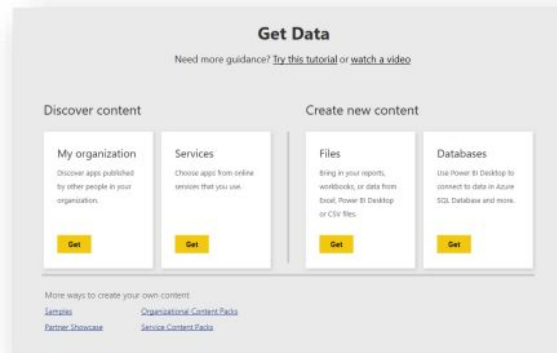 Get Data
Need more guidance? Try this tutorial or watch a video
Discover content
My organization
Discover apps published
by other people in your
organization.
Get
Services
Choose apps from online
services that you use.
Get
Create new content
Files
Bring in your reports,
workbooks, or data from
Excel, Power BI Desktop
or CSV files.
Get
Databases
Use Power BI Desktop to
connect to data in Azure
SQL Database and more.
Get
More ways to create your own content
Samples
Organizational Content Packs
Partner Showcase
Service Content Packs